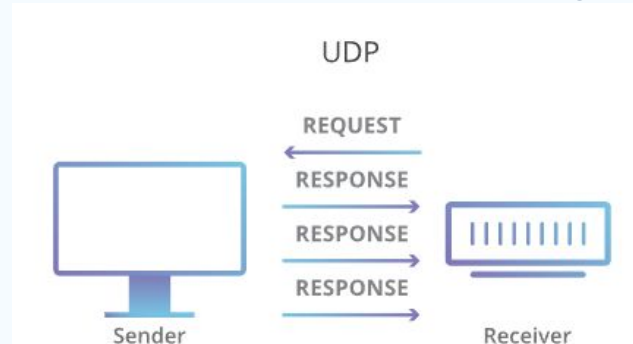 UDP
REQUEST
RESPONSE
RESPONSE
RESPONSE
Sender
Receiver